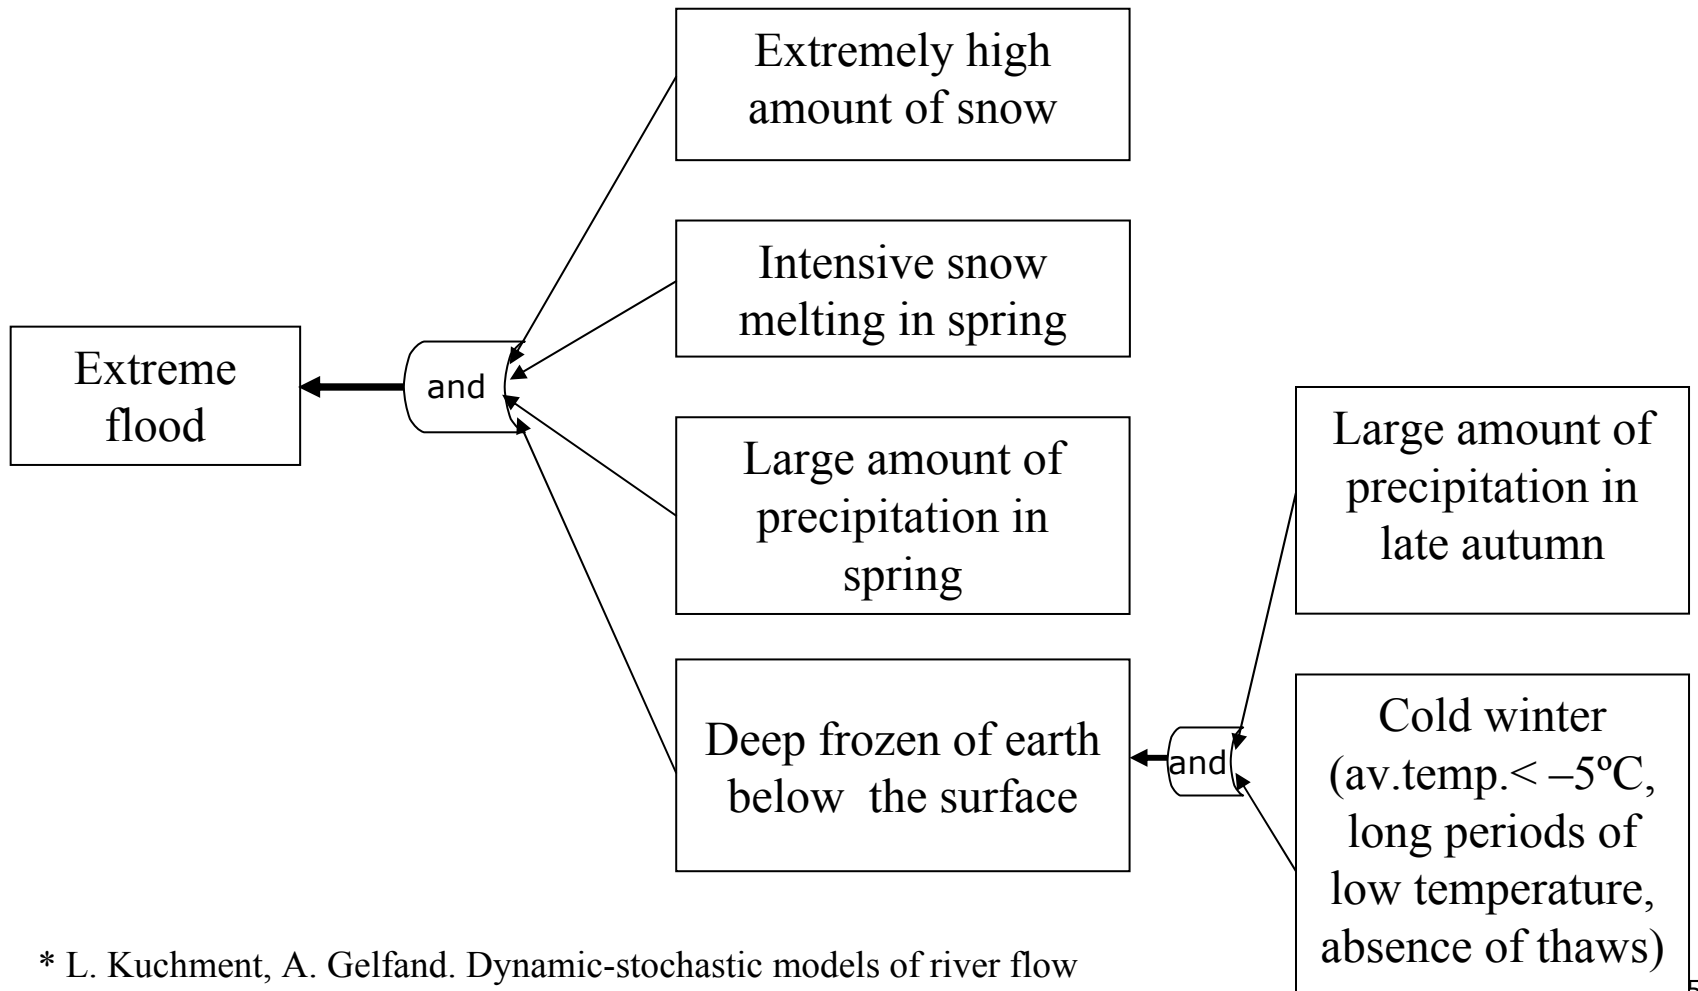 Extremely high
amount of snow
Intensive snow
melting in spring
Extreme
flood
and
Large amount of
precipitation in
spring
Large amount of
precipitation in
late autumn
Deep frozen of earth
below the surface
and
Cold winter
(av.temp.< –5ºC,
long periods of
low temperature,
absence of thaws)
* L. Kuchment, A. Gelfand. Dynamic-stochastic models of river flow